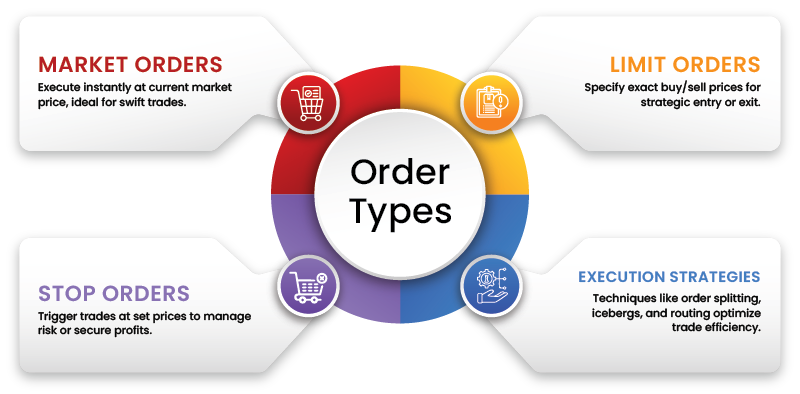 MARKET ORDERS
Execute instantly at current market
price, ideal for swift trades.
LIMIT ORDERS
Specify exact buy/sell prices for
strategic entry or exit.
Order
Types
STOP ORDERS
Trigger trades at set prices to manage
risk or secure profits.
EXECUTION STRATEGIES
Techniques like order splitting,
icebergs, and routing optimize
trade efficiency.